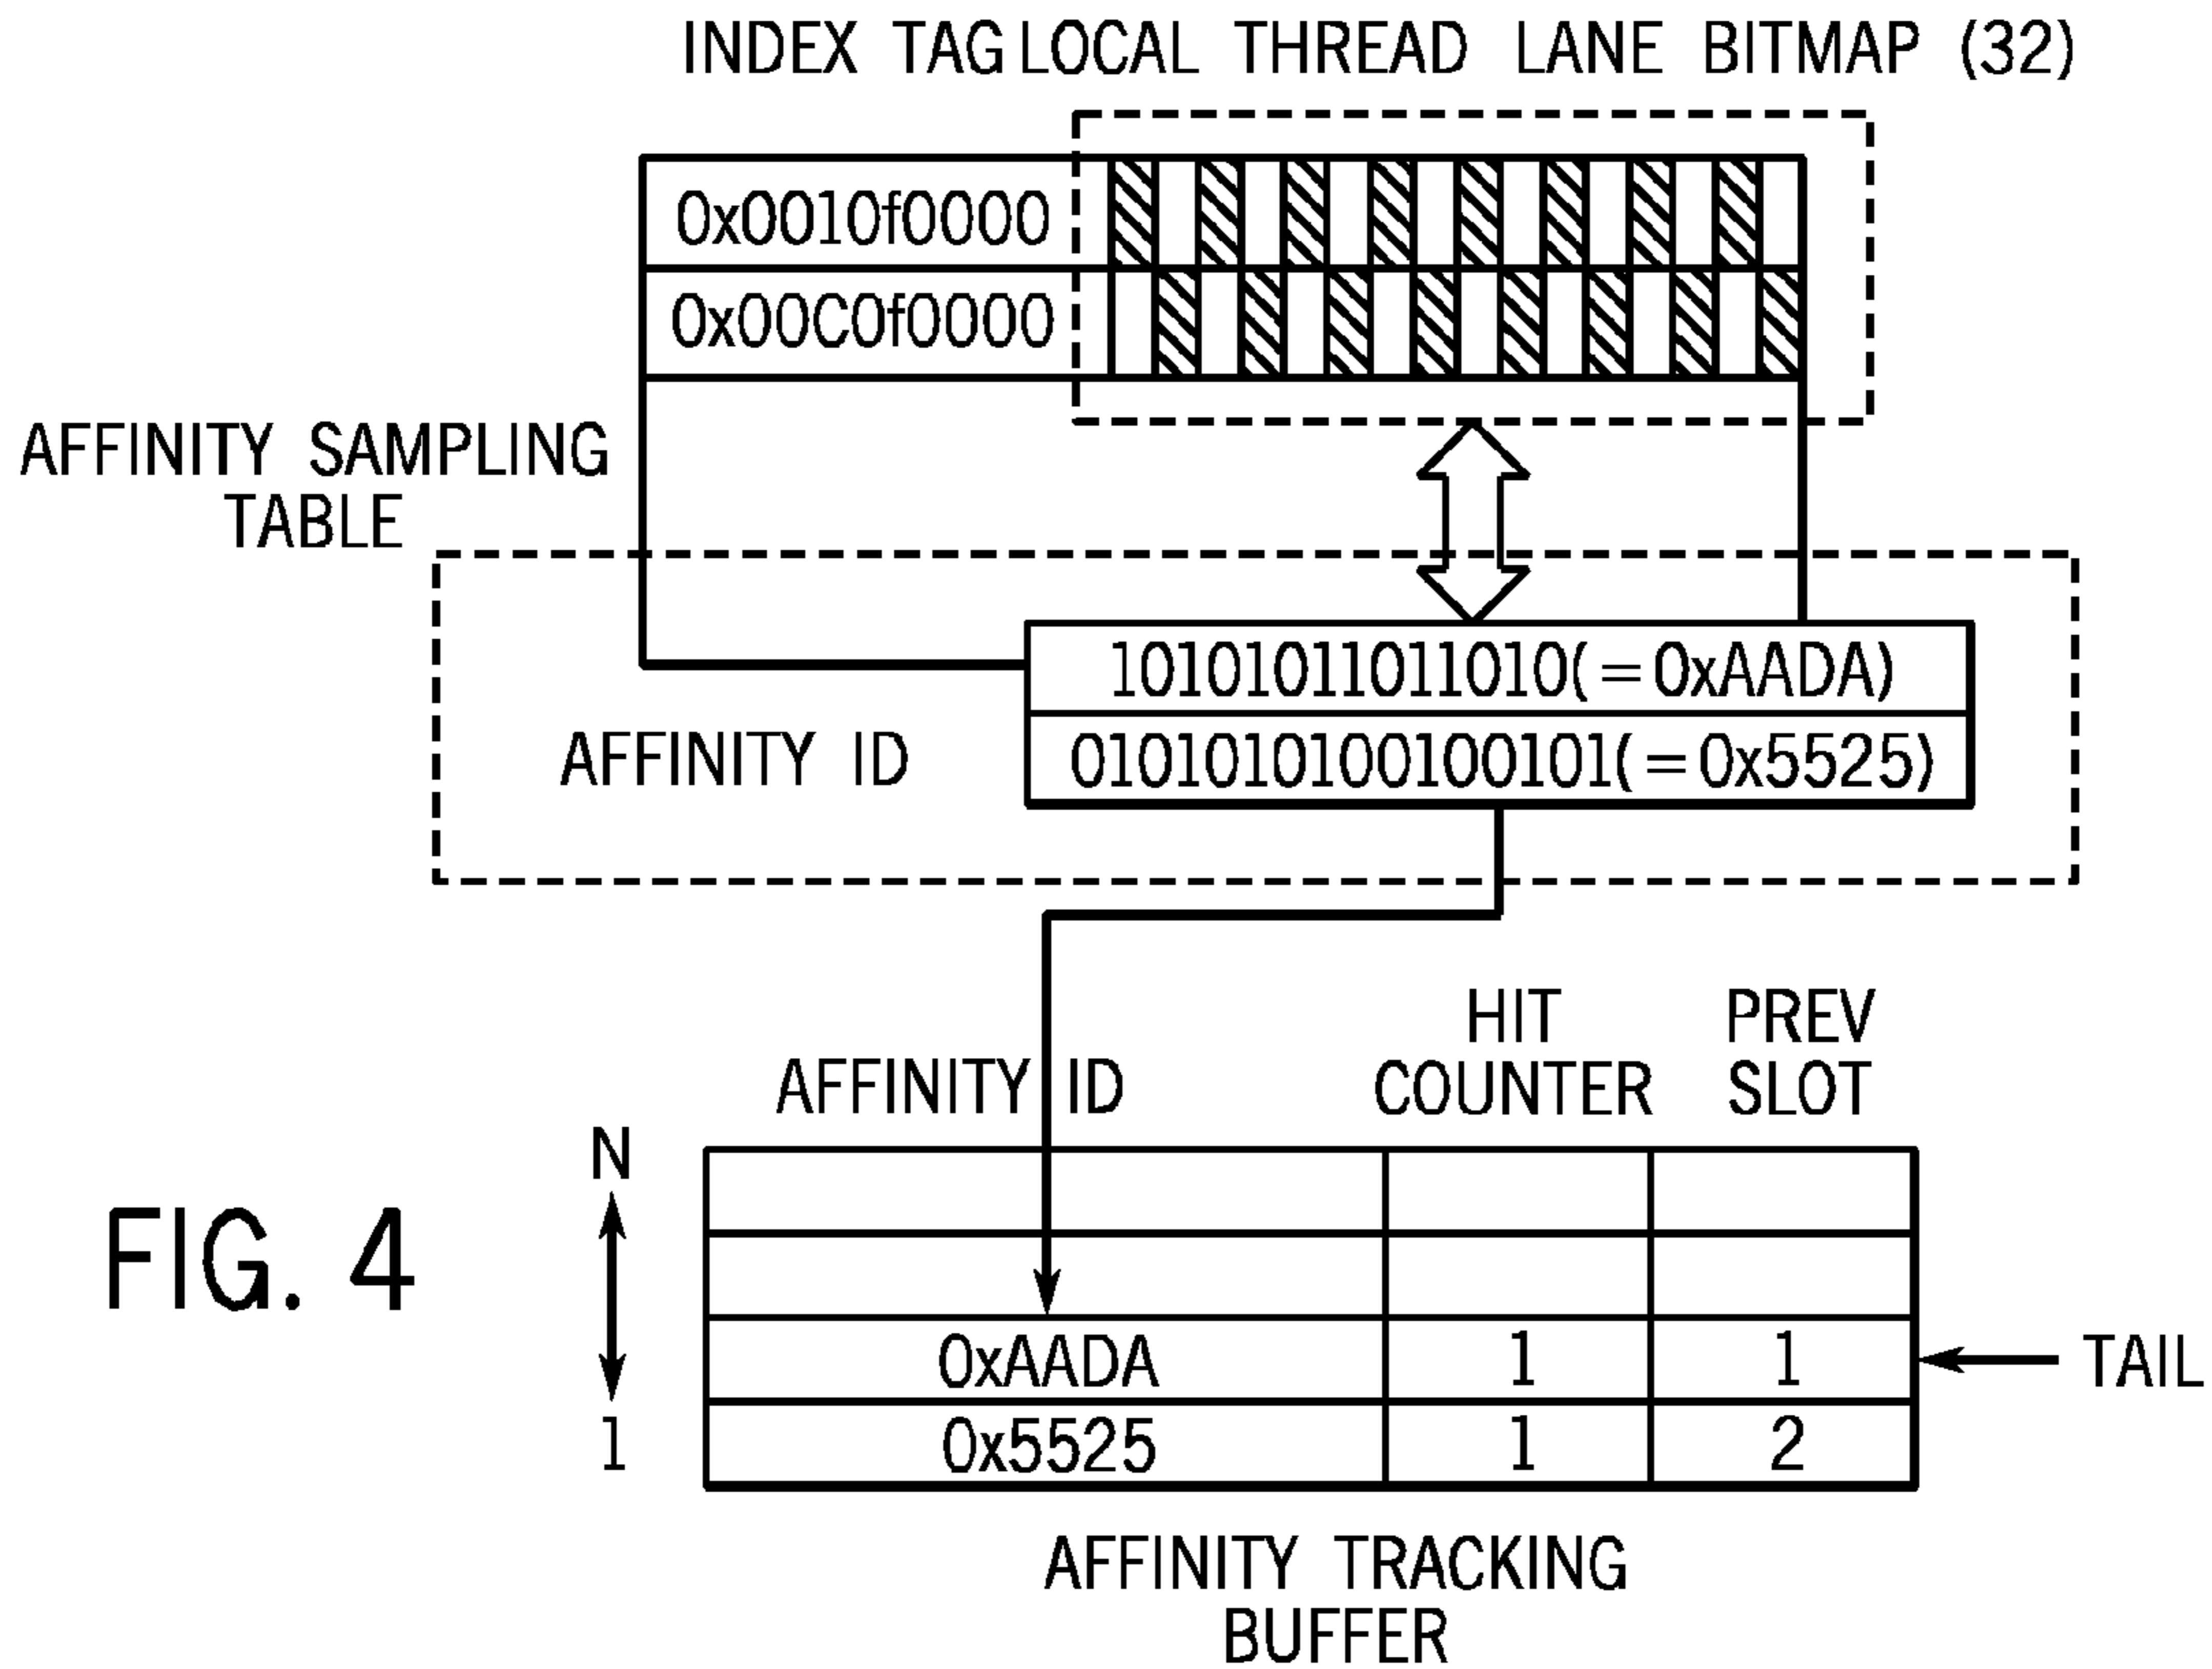 INDEX TAG LOCAL THREAD LANE BITMAP (32)
0x0010f0000
0x00C0f0000
AFFINITY SAMPLING
TABLE
10101011011010(=0xAADA)
AFFINITY ID
0101010100100101(=0x5525)
HIT
COUNTER
PREV
SLOT
AFFINITY ID
N
FIG. 4
0xAADA 1 1
TAIL
1
0x5525 1 2
AFFINITY TRACKING
BUFFER